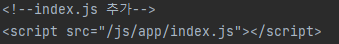 <!--index.js 추가-->
<script src="/js/app/index.js"></script>